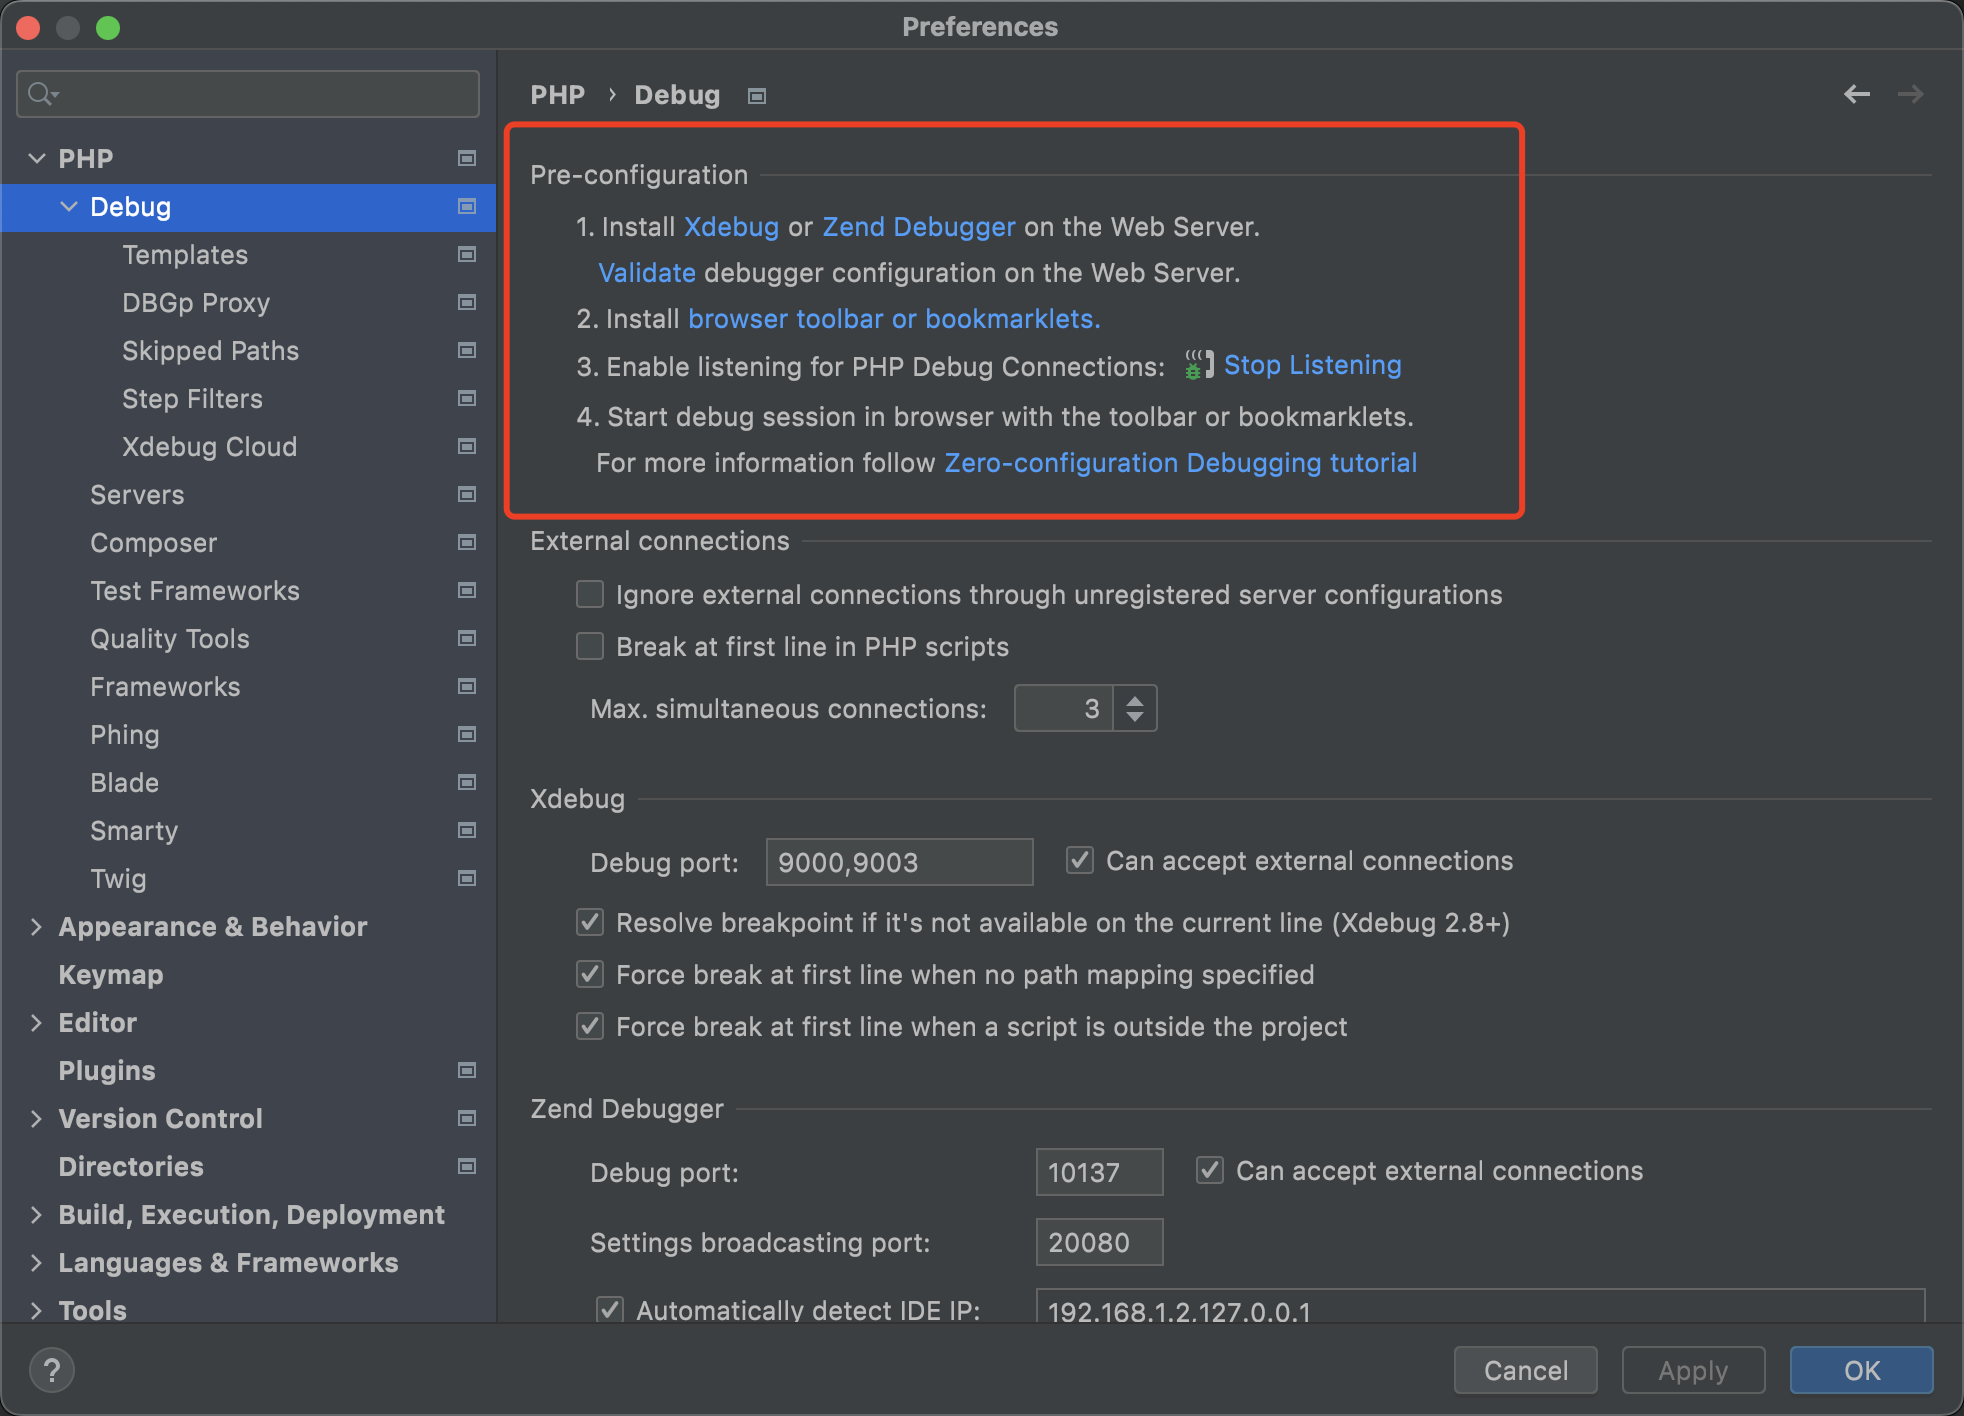 Preferences
PHP
Debug
Templates
DBGp Proxy
Skipped Paths
Step Filters
Xdebug Cloud
Servers
Composer
Test Frameworks
Quality Tools
Frameworks
Phing
Blade
Smarty
Twig
Appearance & Behavior
Keymap
Editor
Plugins
Version Control
Directories
Build, Execution, Deployment
Languages & Frameworks
Tools
PHP › Debug
Pre-configuration
1. Install Xdebug or Zend Debugger on the Web Server.
Validate debugger configuration on the Web Server.
2. Install browser toolbar or bookmarklets.
3. Enable listening for PHP Debug Connections: Stop Listening
4. Start debug session in browser with the toolbar or bookmarklets.
For more information follow Zero-configuration Debugging tutorial
External connections
Ignore external connections through unregistered server configurations
Break at first line in PHP scripts
Max. simultaneous connections: 3
Xdebug
Debug port: 9000,9003 Can accept external connections
Resolve breakpoint if it's not available on the current line (Xdebug 2.8+)
Force break at first line when no path mapping specified
Force break at first line when a script is outside the project
Zend Debugger
Debug port: 10137 Can accept external connections
Settings broadcasting port: 20080
Automatically detect IDE IP: 192.168.1.2,127.0.0.1
? Cancel Apply OK